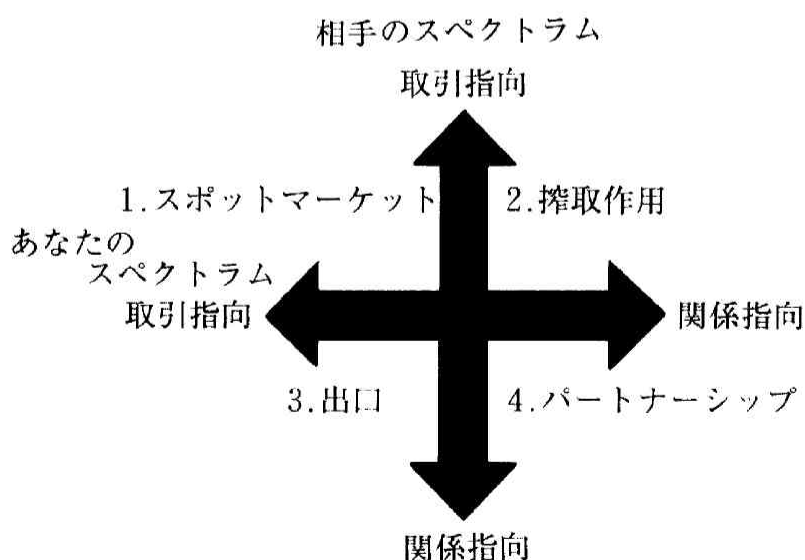 相手のスペクトラム
取引指向
1.スポットマーケット
2.搾取作用
あなたの
スペクトラム
取引指向
関係指向
3.出口
4.パートナーシップ
関係指向